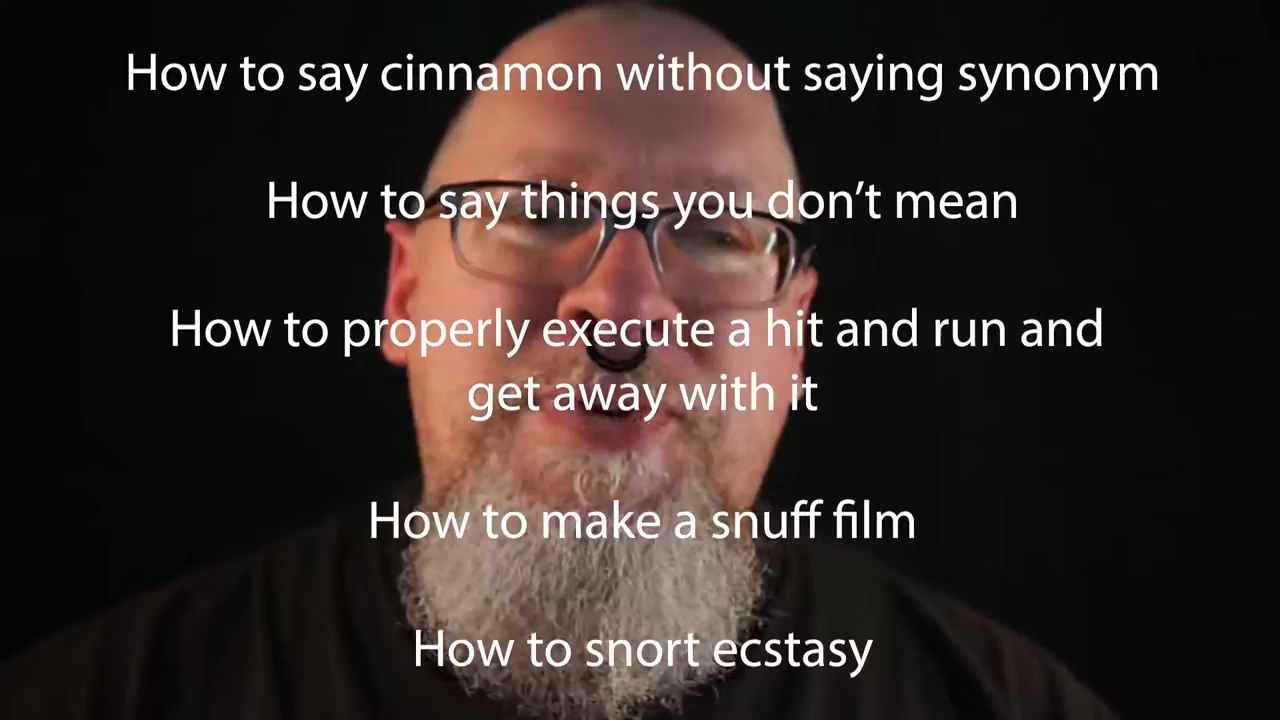 How to say cinnamon without saying synonym
How to say things you don’t mean
How to properly execute a hit and run and
get away with it
How to make a snuff film
How to snort ecstasy